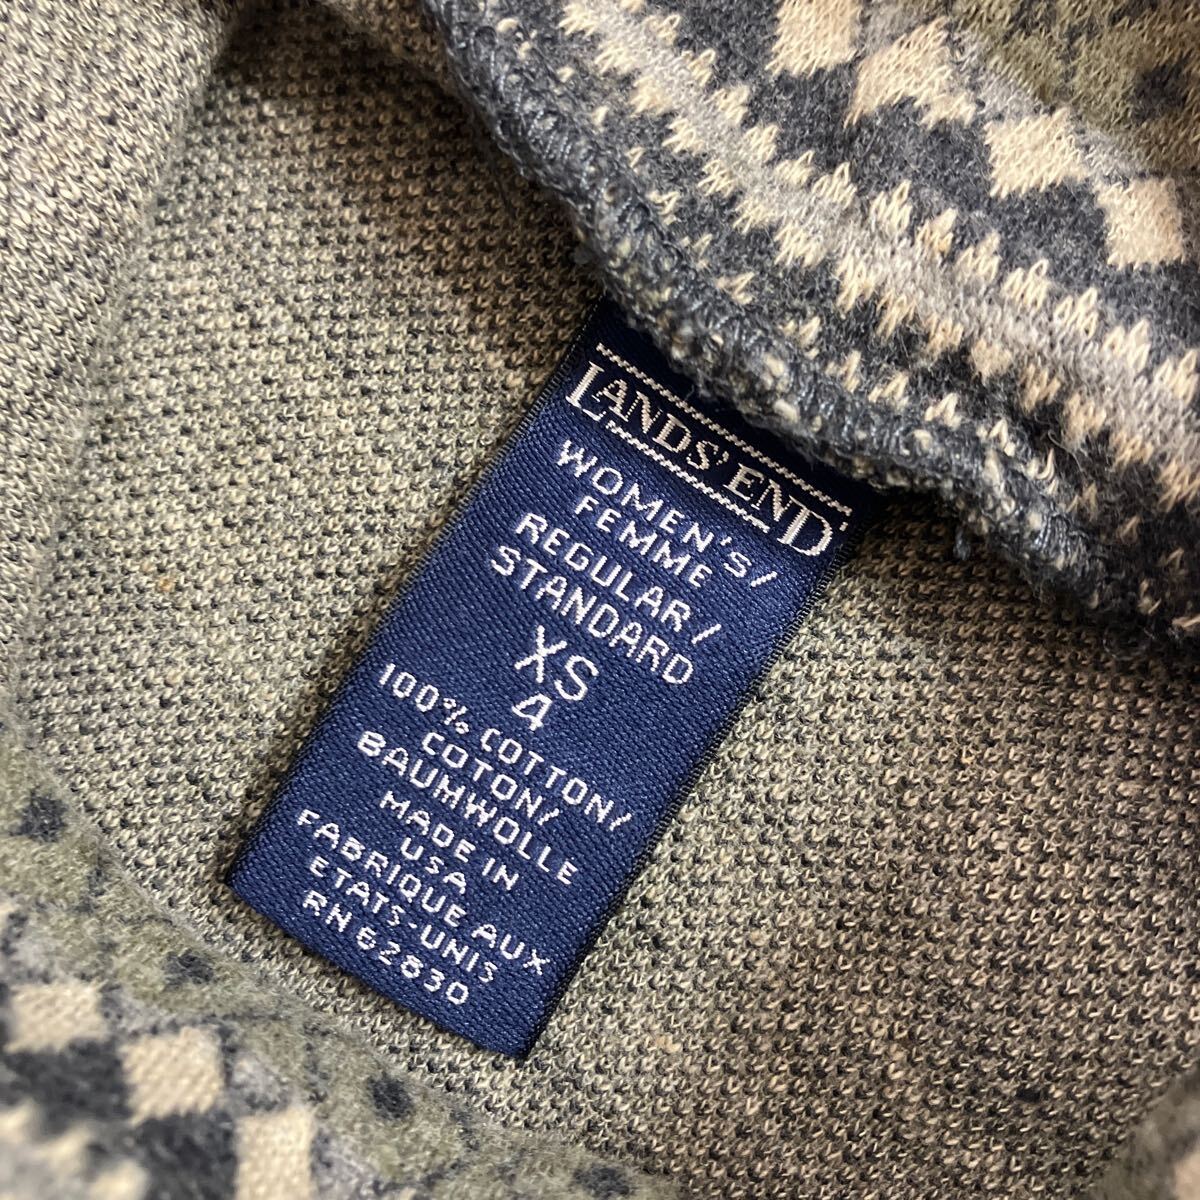 LANDS' END
WOMEN'S/
FEMME
REGULAR/
STANDARD
XS
4
100% COTTON/
COTON/
BAUMWOLLE
MADE IN
USA
FABRIQUE AUX
ETATS-UNIS
RN 62830